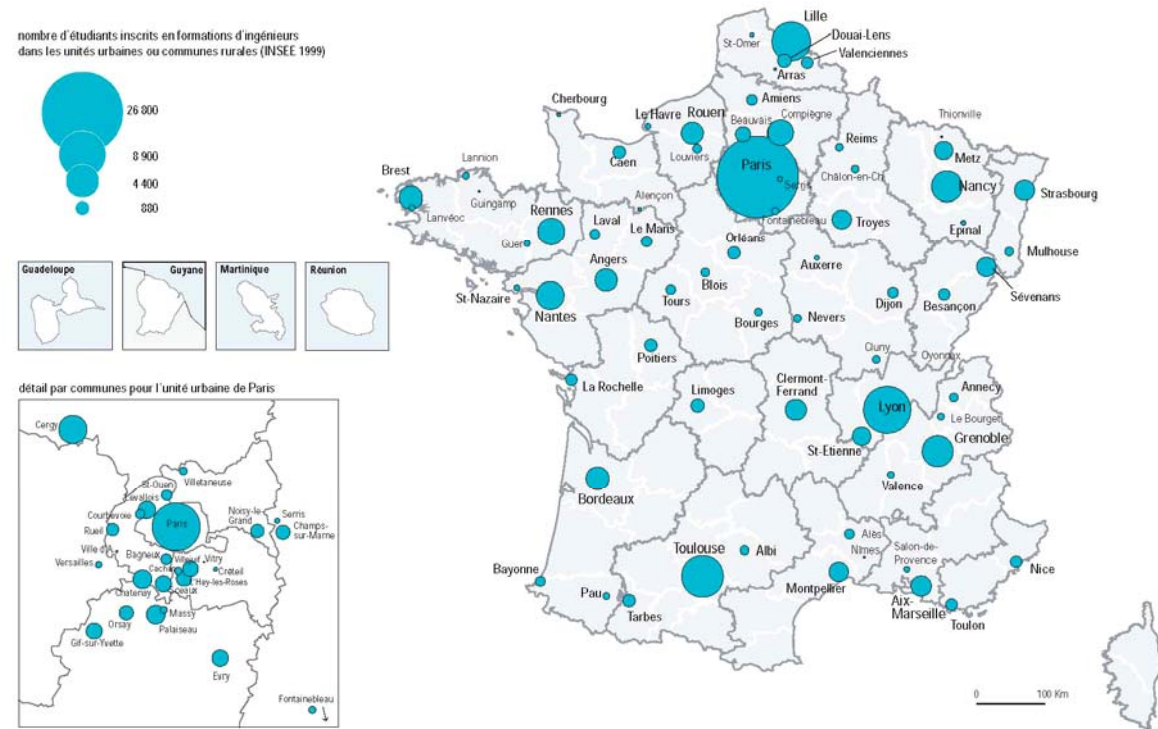 nombre d'étudiants inscrits en formations d'ingénieurs
dans les unités urbaines ou communes rurales (INSEE 1999)
26 800
8 900
4 400
880
Guadeloupe
Guyane
Martinique
Réunion
détail par communes pour l'unité urbaine de Paris
Cergy
Villetaneuse
St-Ouen
Levallois
Courbevoie
Paris
Rueil
Noisy-le-
Grand
Serris
Champs-
sur-Marne
Ville d'A
Versailles
Bagneux
Vitry
Cachan
Créteil
L'Hay-les-Roses
Chatenay
Sceaux
Massy
Orsay
Palaiseau
Gif-sur-Yvette
Evry
Fontainebleau
Lille
St-Omer
Douai-Lens
Valenciennes
Arras
Cherbourg
Amiens
Le Havre
Rouen
Beauvais
Compiègne
Louviers
Caen
Reims
Thionville
Metz
Paris
Serris
Châlon-en-Ch
Nancy
Strasbourg
Brest
Lannion
Guingamp
Lanvéoc
Alençon
Fontainebleau
Rennes
Laval
Le Mans
Troyes
Epinal
Guer
Angers
Orléans
Auxerre
Mulhouse
St-Nazaire
Nantes
Tours
Blois
Bourges
Nevers
Dijon
Besançon
Sévenans
Poitiers
Cluny
Oyonnax
La Rochelle
Limoges
Clermont-
Ferrand
Lyon
Annecy
Le Bourget
St-Etienne
Grenoble
Bordeaux
Valence
Toulouse
Albi
Alès
Nîmes
Salon-de-
Provence
Bayonne
Montpellier
Nice
Pau
Tarbes
Aix-
Marseille
Toulon
0
100 Km